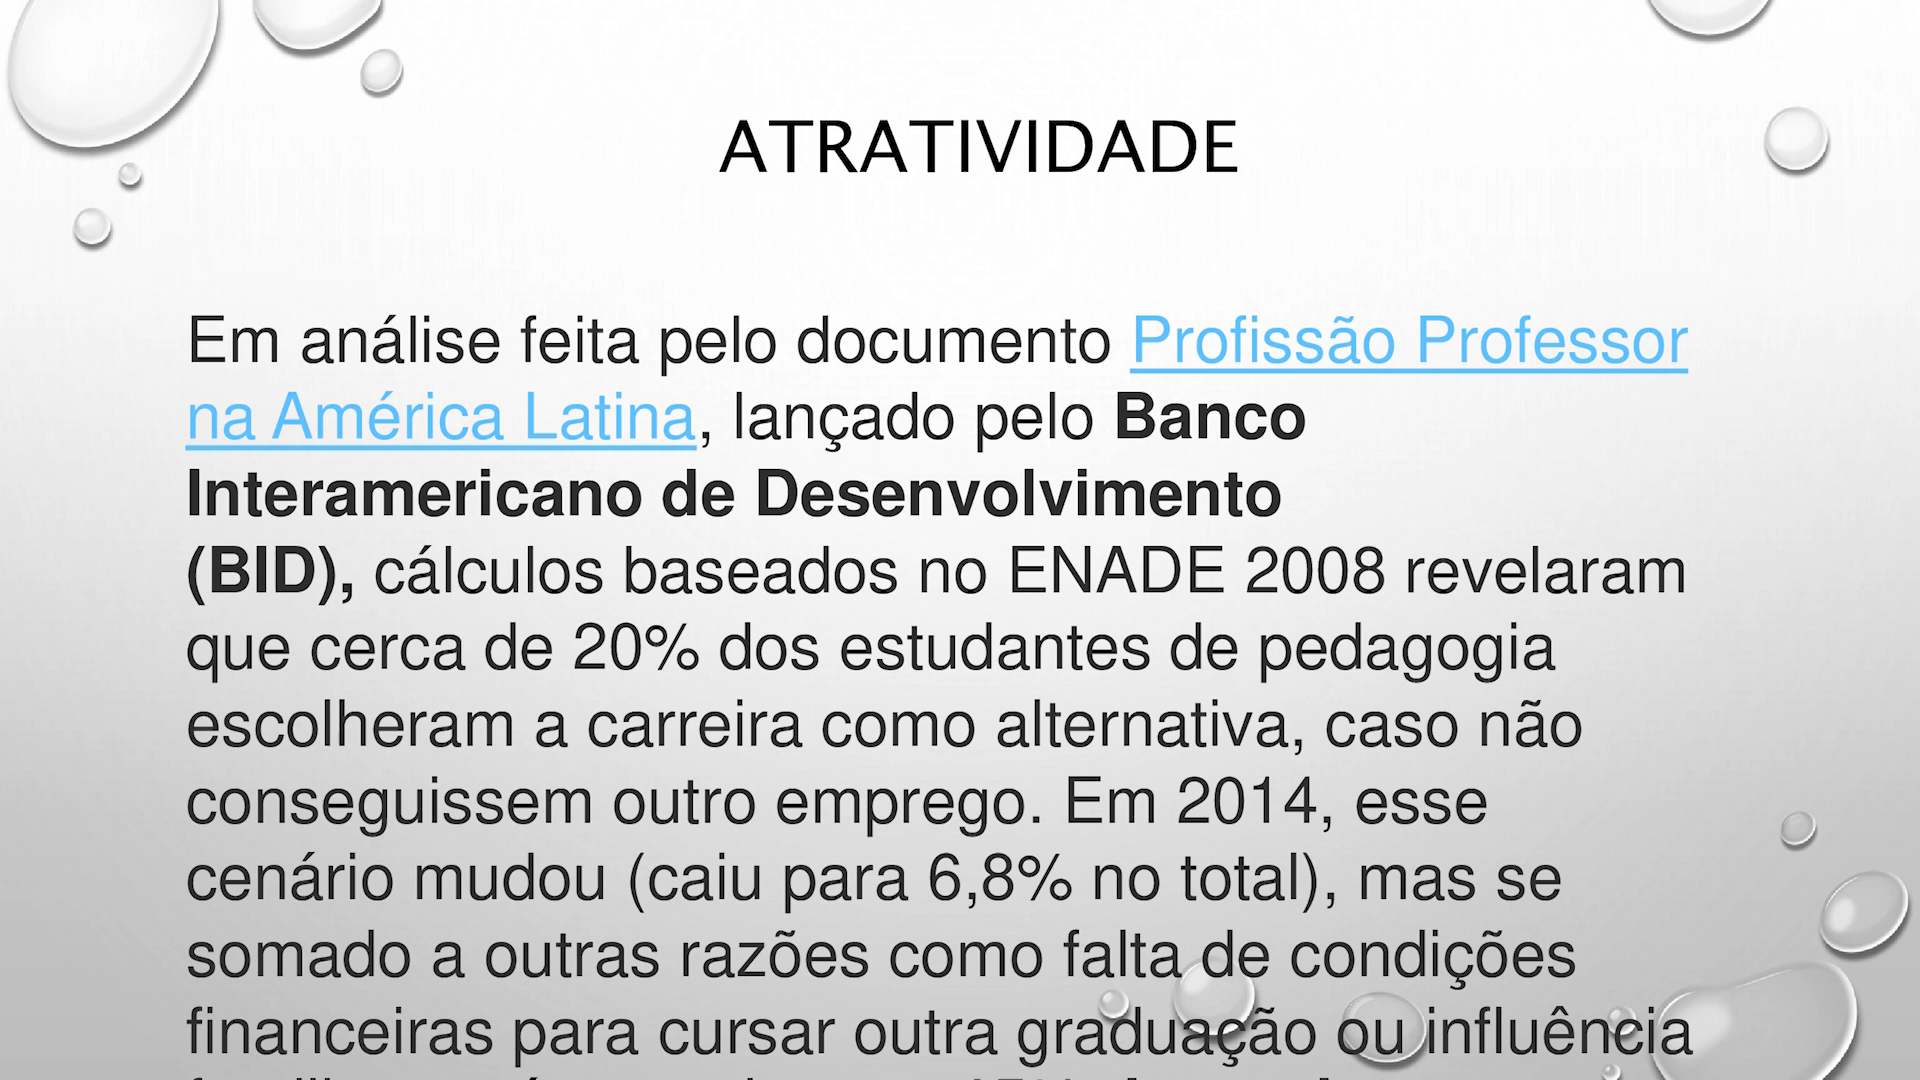 ATRATIVIDADE
Em análise feita pelo documento Profissão Professor
na América Latina, lançado pelo Banco
Interamericano de Desenvolvimento
(BID), cálculos baseados no ENADE 2008 revelaram
que cerca de 20% dos estudantes de pedagogia
escolheram a carreira como alternativa, caso não
conseguissem outro emprego. Em 2014, esse
cenário mudou (caiu para 6,8% no total), mas se
somado a outras razões como falta de condições
financeiras para cursar outra graduação ou influência